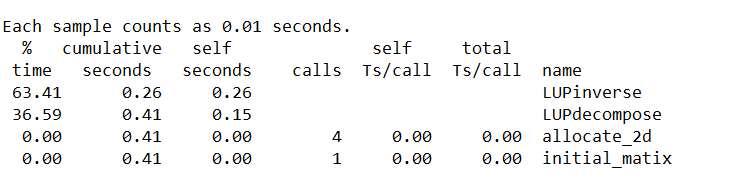 Each sample counts as 0.01 seconds.
% cumulative self self total
time seconds seconds calls Ts/call Ts/call name
63.41 0.26 0.26 LUPinverse
36.59 0.41 0.15 LUPdecompose
0.00 0.41 0.00 4 0.00 0.00 allocate_2d
0.00 0.41 0.00 1 0.00 0.00 initial_matix